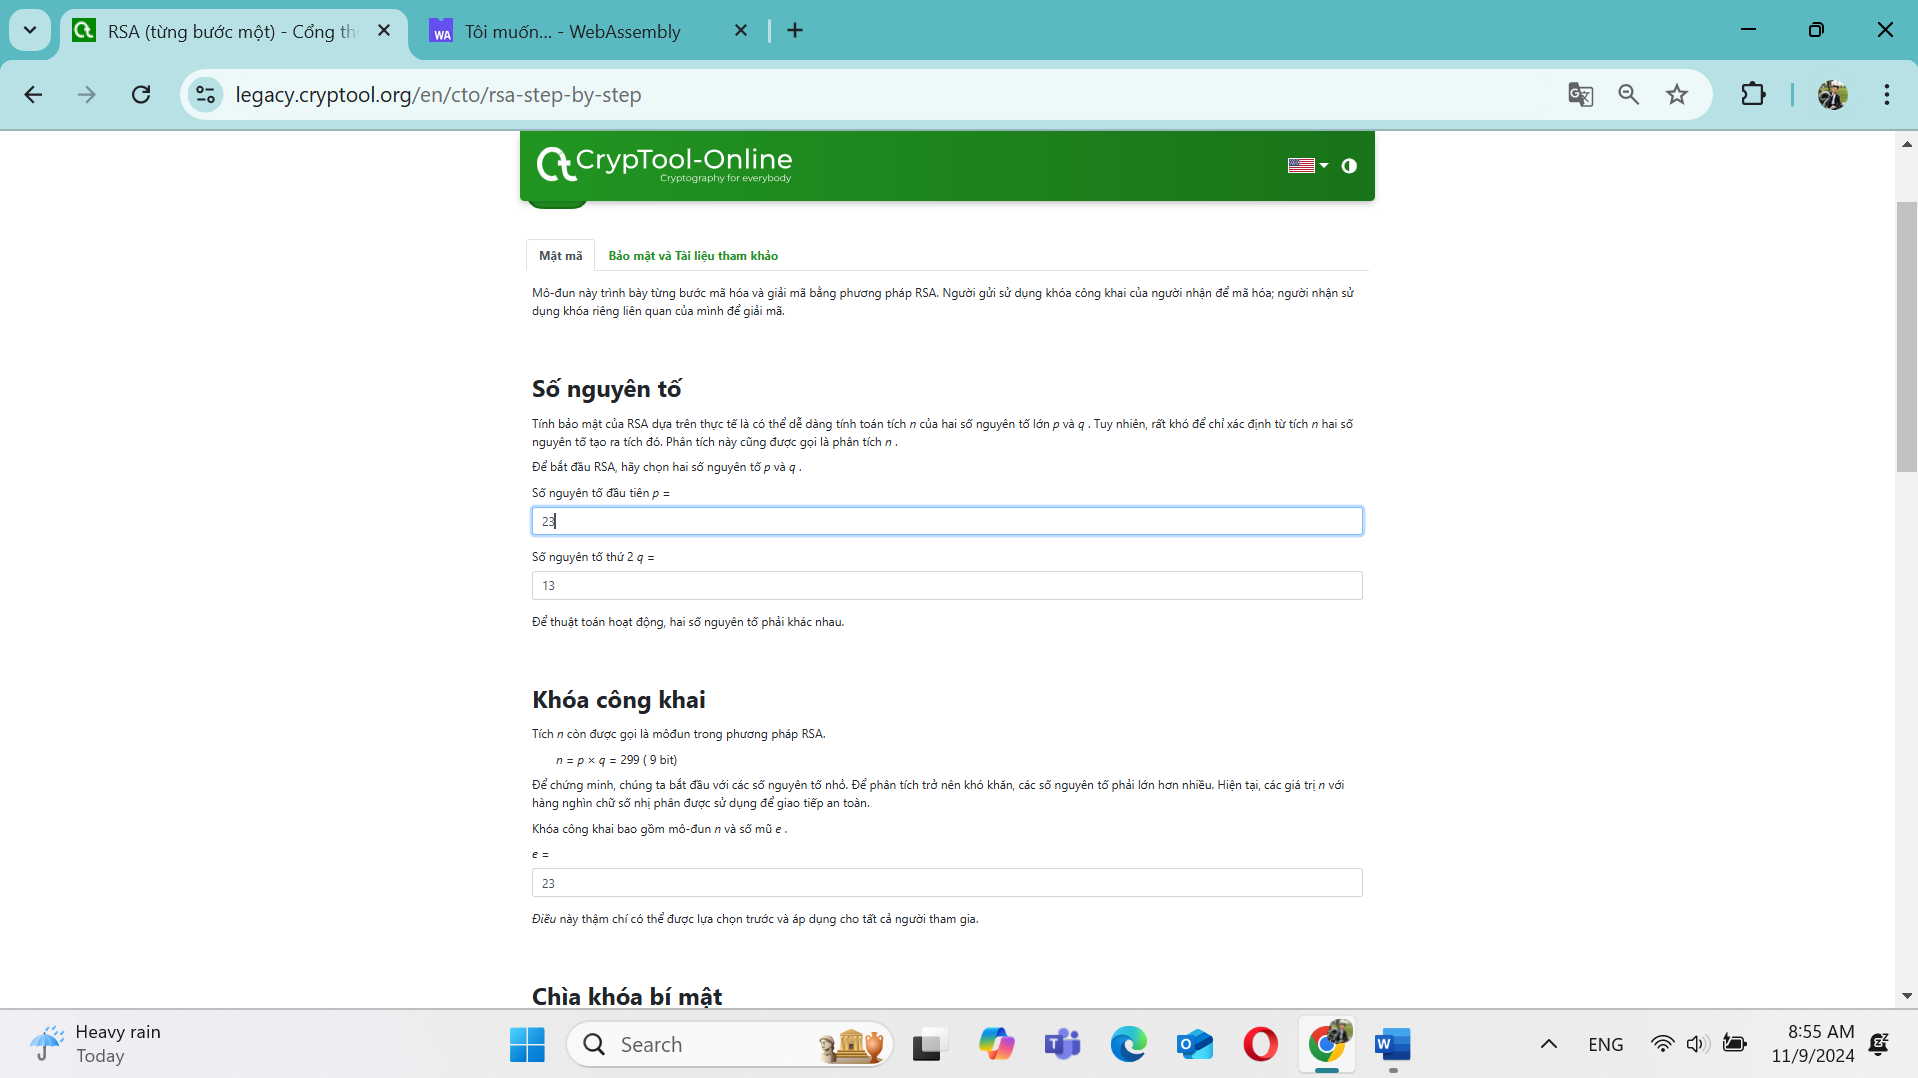 RSA (từng bước một) - Cổng th
WA
Tôi muốn... - WebAssembly
legacy.cryptool.org/en/cto/rsa-step-by-step
CrypTool-Online
Cryptography for everybody
Mật mã
Bảo mật và Tài liệu tham khảo
Mô-đun này trình bày từng bước mã hóa và giải mã bằng phương pháp RSA. Người gửi sử dụng khóa công khai của người nhận để mã hóa; người nhận sử
dụng khóa riêng liên quan của mình để giải mã.
Số nguyên tố
Tính bảo mật của RSA dựa trên thực tế là có thể dễ dàng tính toán tích n của hai số nguyên tố lớn p và q . Tuy nhiên, rất khó để chỉ xác định từ tích n hai số
nguyên tố tạo ra tích đó. Phân tích này cũng được gọi là phân tích n .
Để bắt đầu RSA, hãy chọn hai số nguyên tố p và q .
Số nguyên tố đầu tiên p =
23
Số nguyên tố thứ 2 q =
13
Để thuật toán hoạt động, hai số nguyên tố phải khác nhau.
Khóa công khai
Tích n còn được gọi là môđun trong phương pháp RSA.
n = p × q = 299 ( 9 bit)
Để chứng minh, chúng ta bắt đầu với các số nguyên tố nhỏ. Để phân tích trở nên khó khăn, các số nguyên tố phải lớn hơn nhiều. Hiện tại, các giá trị n với
hàng nghìn chữ số nhị phân được sử dụng để giao tiếp an toàn.
Khóa công khai bao gồm mô-đun n và số mũ e .
e =
23
Điều này thậm chí có thể được lựa chọn trước và áp dụng cho tất cả người tham gia.
Chìa khóa bí mật
Heavy rain
Today
Search
ENG
8:55 AM
11/9/2024